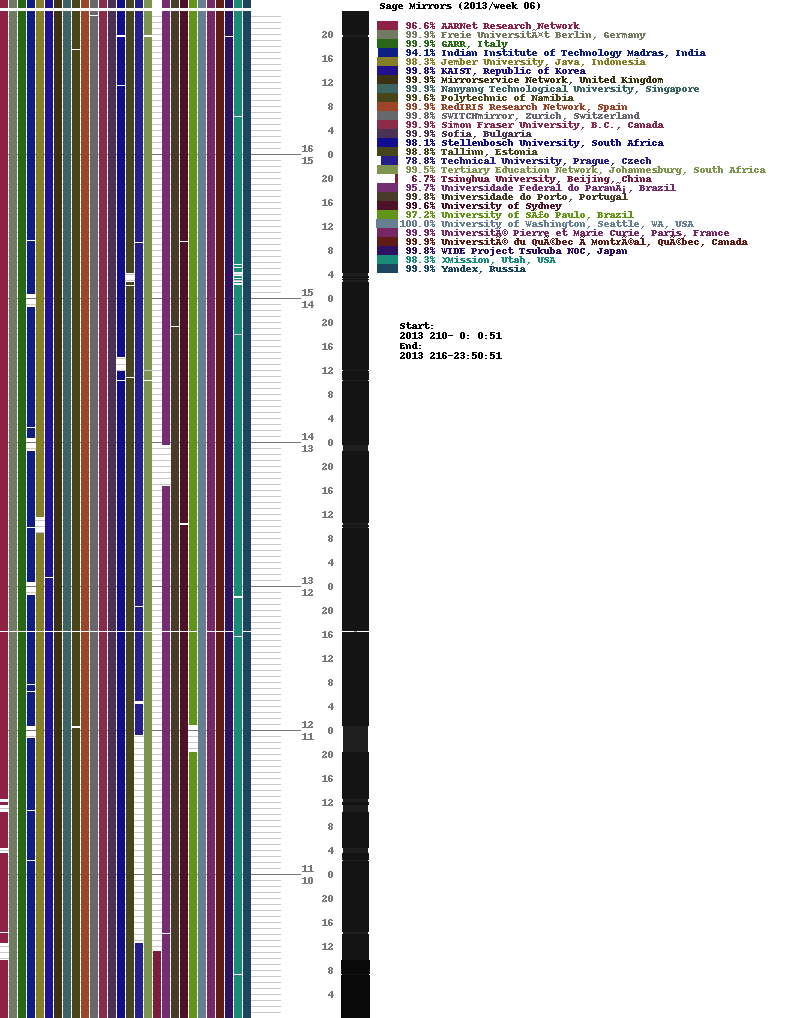 Sage Mirrors (2013/week 06)
96.6% AARNet Research Network
99.9% Freie UniversitÃ¤t Berlin, Germany
99.9% GARR, Italy
94.1% Indian Institute of Technology Madras, India
98.3% Jember University, Java, Indonesia
99.8% KAIST, Republic of Korea
99.9% Mirrorservice Network, United Kingdom
99.9% Nanyang Technological University, Singapore
99.6% Polytechnic of Namibia
99.9% RedIRIS Research Network, Spain
99.8% SWITCHmirror, Zurich, Switzerland
99.9% Simon Fraser University, B.C., Canada
99.9% Sofia, Bulgaria
98.1% Stellenbosch University, South Africa
98.8% Tallinn, Estonia
78.8% Technical University, Prague, Czech
99.5% Tertiary Education Network, Johannesburg, South Africa
6.7% Tsinghua University, Beijing, China
95.7% Universidade Federal do ParanÃ¡, Brazil
99.8% Universidade do Porto, Portugal
99.6% University of Sydney
97.2% University of SÃ£o Paulo, Brazil
100.0% University of Washington, Seattle, WA, USA
99.9% UniversitÃ© Pierre et Marie Curie, Paris, France
99.9% UniversitÃ© du QuÃ©bec Ã MontrÃ©al, QuÃ©bec, Canada
99.8% WIDE Project Tsukuba NOC, Japan
98.3% XMission, Utah, USA
99.9% Yandex, Russia
Start:
2013 210- 0: 0:51
End:
2013 216-23:50:51
20
16
12
8
4
16
0
15
20
16
12
8
4
15
0
14
20
16
12
8
4
14
0
13
20
16
12
8
4
13
0
12
20
16
12
8
4
12
0
11
20
16
12
8
4
11
0
10
20
16
12
8
4